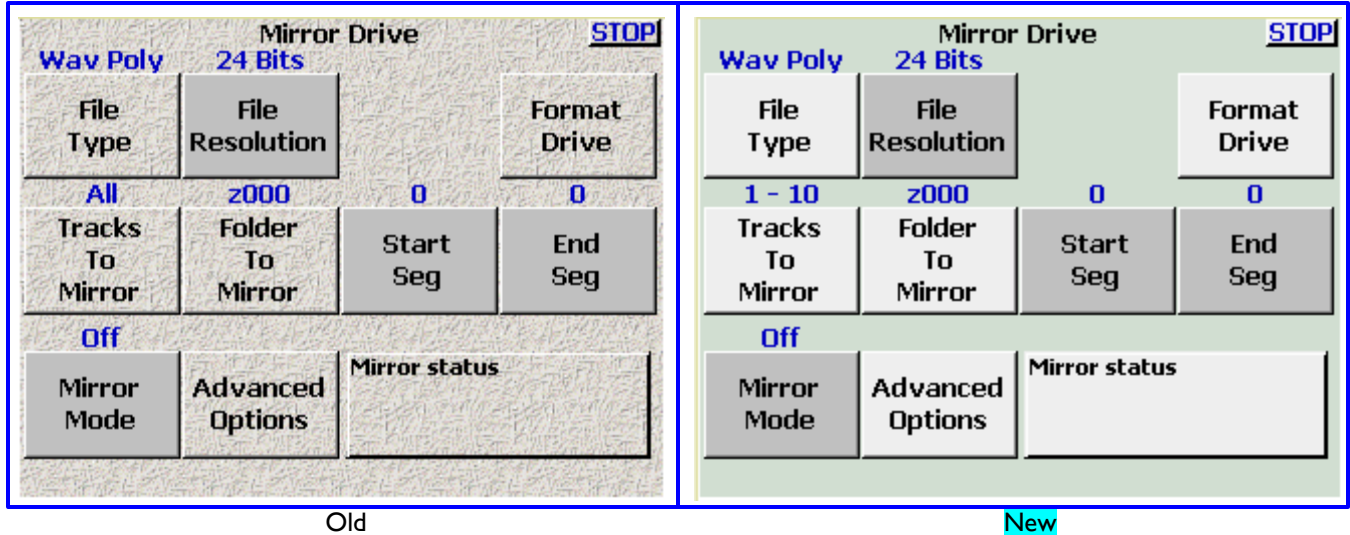 Mirror Drive STOP
Wav Poly 24 Bits
File Type File Resolution Format Drive
All z000 0 0
Tracks To Mirror Folder To Mirror Start Seg End Seg
Off
Mirror Mode Advanced Options Mirror status
Old
Mirror Drive STOP
Wav Poly 24 Bits
File Type File Resolution Format Drive
1 - 10 z000 0 0
Tracks To Mirror Folder To Mirror Start Seg End Seg
Off
Mirror Mode Advanced Options Mirror status
New